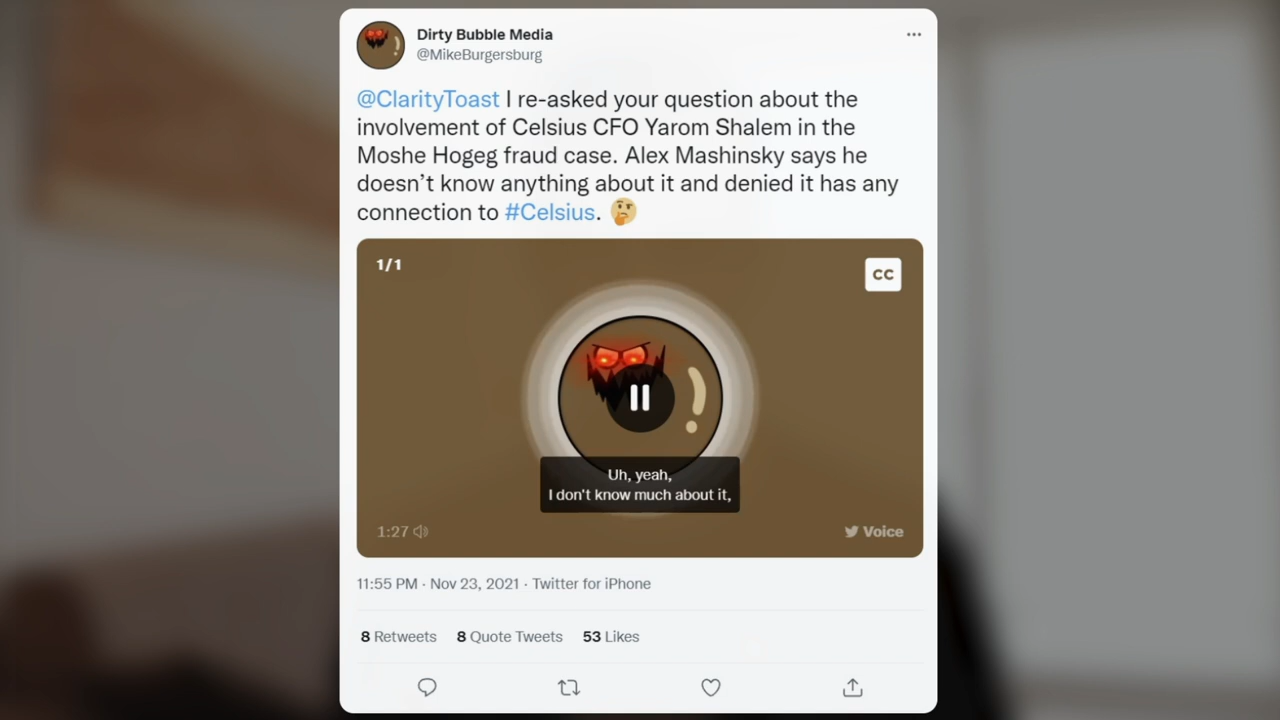 Dirty Bubble Media
@MikeBurgersburg
@ClarityToast I re-asked your question about the
involvement of Celsius CFO Yarom Shalem in the
Moshe Hogeg fraud case. Alex Mashinsky says he
doesn’t know anything about it and denied it has any
connection to #Celsius. 🤔
1/1
CC
Uh, yeah,
I don't know much about it,
1:27
Voice
11:55 PM · Nov 23, 2021 · Twitter for iPhone
8 Retweets 8 Quote Tweets 53 Likes